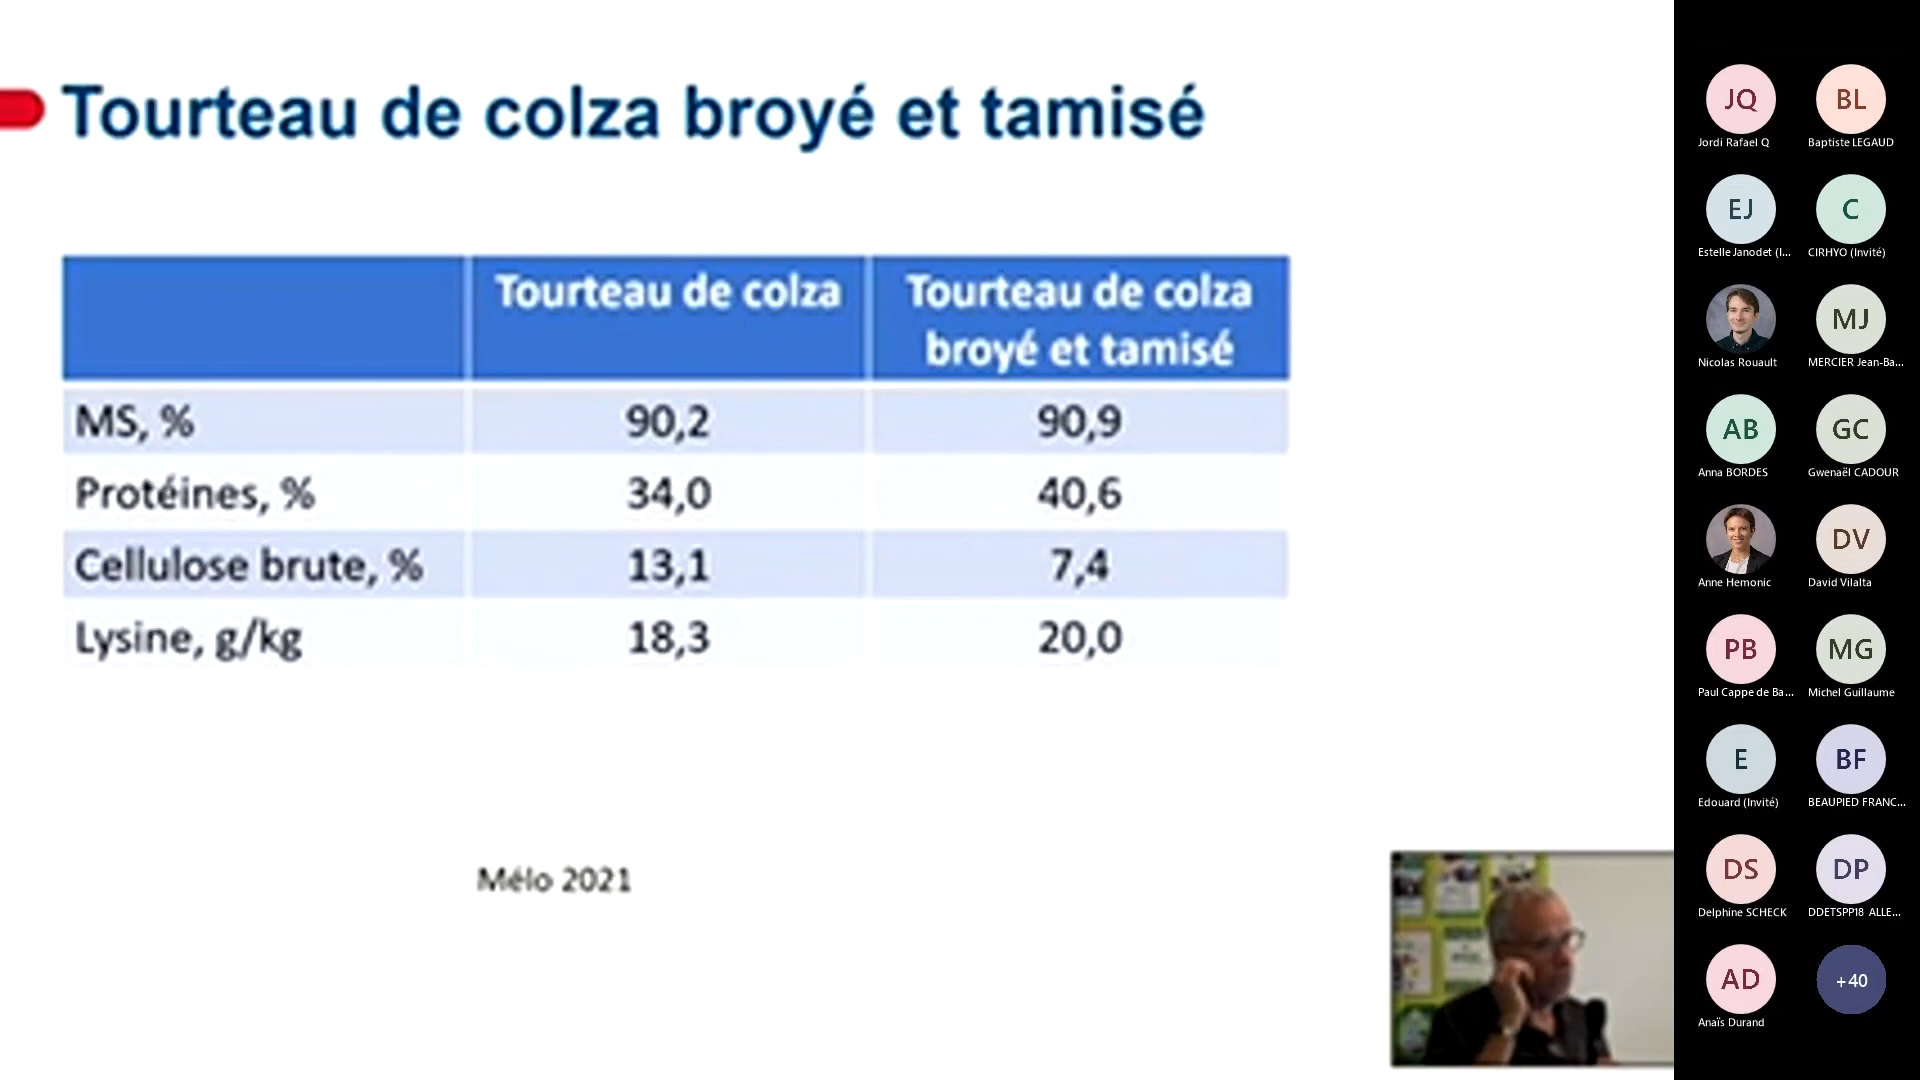 Tourteau de colza broyé et tamisé
Tourteau de colza
Tourteau de colza
broyé et tamisé
MS, % 90,2 90,9
Protéines, % 34,0 40,6
Cellulose brute, % 13,1 7,4
Lysine, g/kg 18,3 20,0
Mélo 2021
JQ BL
Jordi Rafael Q Baptiste LEGAUD
EJ C
Estelle Janodet (I... CIRHYO (Invité)
MJ
Nicolas Rouault MERCIER Jean-Ba...
AB GC
Anna BORDES Gwenaël CADOUR
DV
Anne Hemonic David Vilalta
PB MG
Paul Cappe de Ba... Michel Guillaume
E BF
Edouard (Invité) BEAUPIED FRANC...
DS DP
Delphine SCHECK DDETSPP18 ALLE...
AD +40
Anaïs Durand